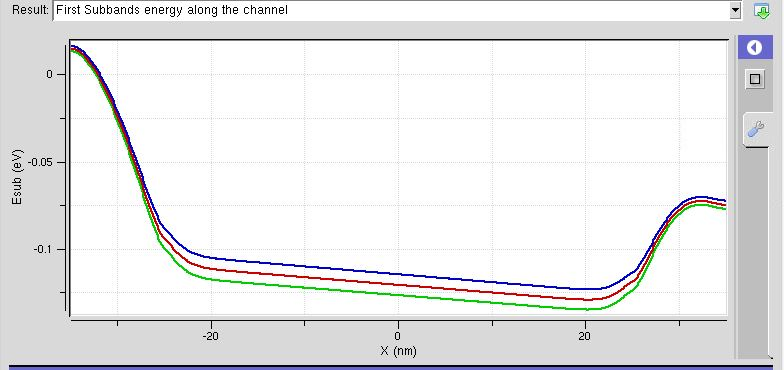 Result: First Subbands energy along the channel
0
-0.05
Esub (eV)
-0.1
-20
0
20
X (nm)